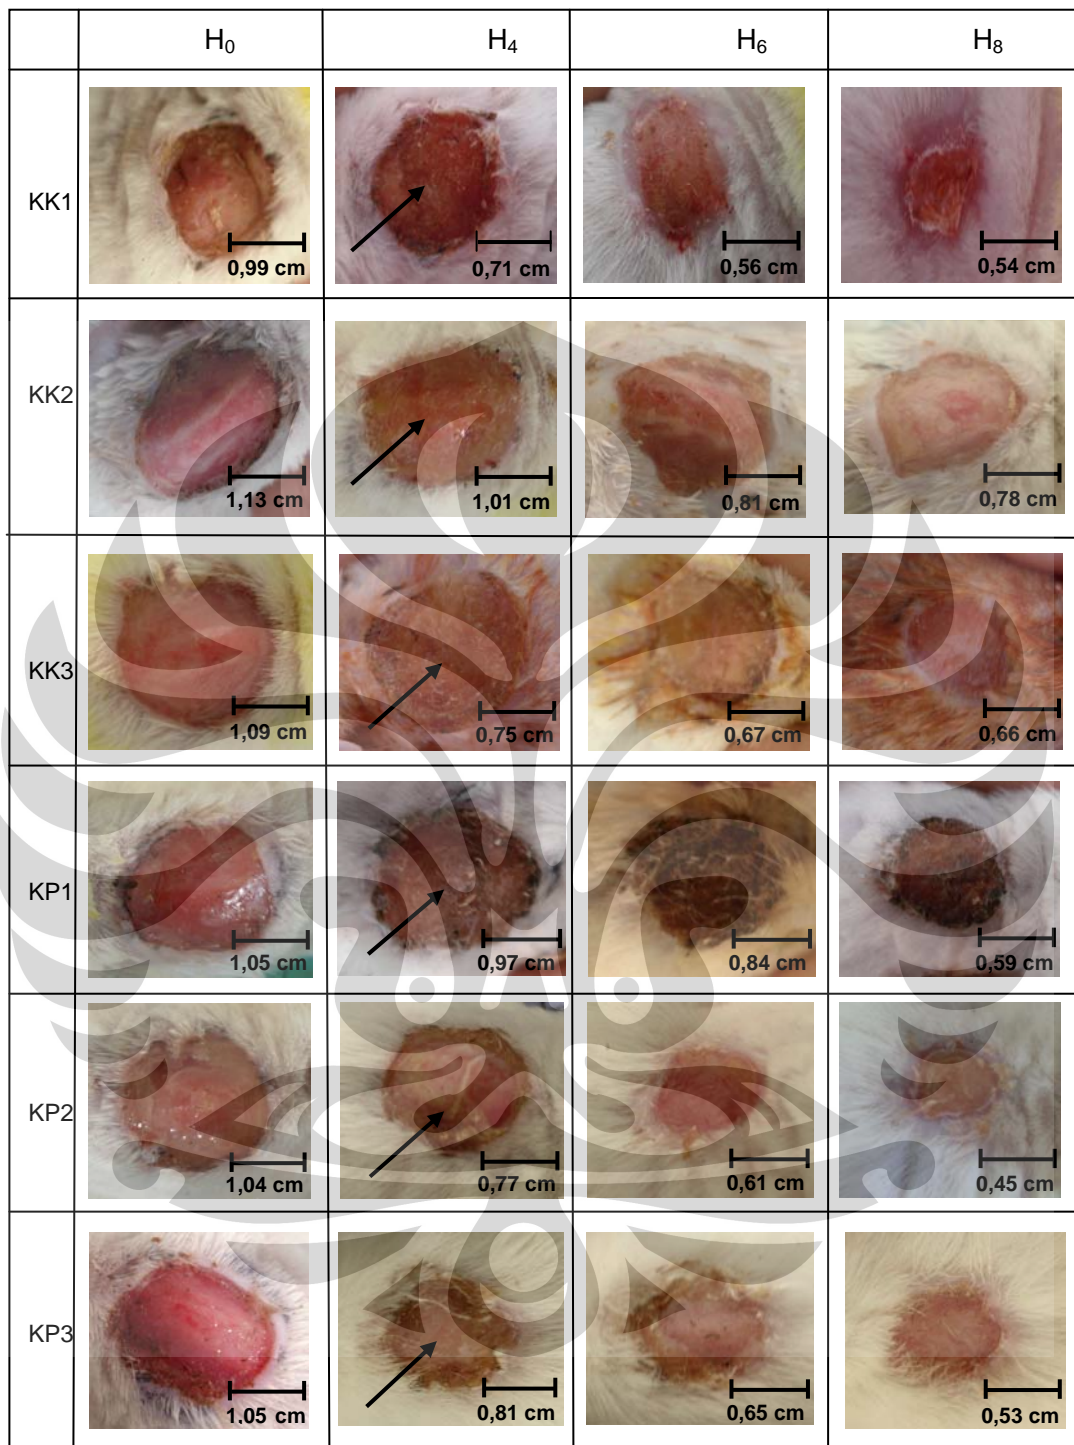 H₀ H₄ H₆ H₈
KK1
0,99 cm 0,71 cm 0,56 cm 0,54 cm
KK2
1,13 cm 1,01 cm 0,81 cm 0,78 cm
KK3
1,09 cm 0,75 cm 0,67 cm 0,66 cm
KP1
1,05 cm 0,97 cm 0,84 cm 0,59 cm
KP2
1,04 cm 0,77 cm 0,61 cm 0,45 cm
KP3
1,05 cm 0,81 cm 0,65 cm 0,53 cm